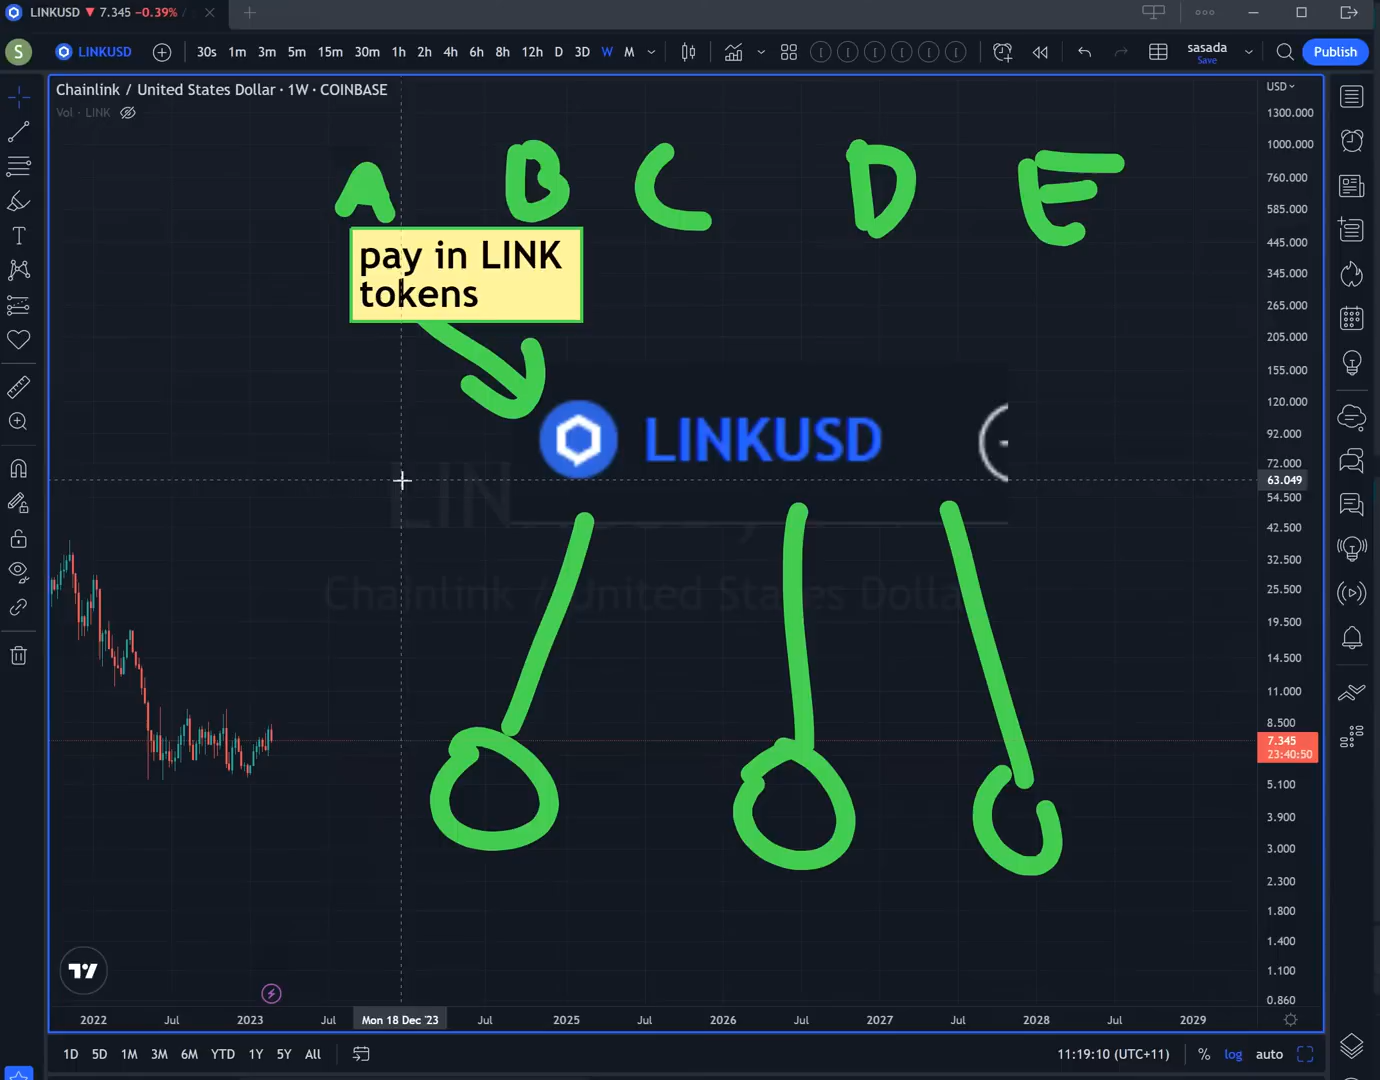 LINKUSD ▼ 7.345 −0.39% /
S
LINKUSD
30s 1m 3m 5m 15m 30m 1h 2h 4h 6h 8h 12h D 3D W M
sasada
Save
Publish
Chainlink / United States Dollar · 1W · COINBASE
Vol · LINK
USD
A B C D E
pay in LINK
tokens
LINKUSD
LIN
Chainlink / United States Dolla
1300.000
1000.000
760.000
585.000
445.000
345.000
265.000
205.000
155.000
120.000
92.000
72.000
63.049
54.500
42.500
32.500
25.500
19.500
14.500
11.000
8.500
7.345
23:40:50
5.100
3.900
3.000
2.300
1.800
1.400
1.100
0.860
2022 Jul 2023 Jul Mon 18 Dec '23 Jul 2025 Jul 2026 Jul 2027 Jul 2028 Jul 2029
1D 5D 1M 3M 6M YTD 1Y 5Y All
11:19:10 (UTC+11) % log auto